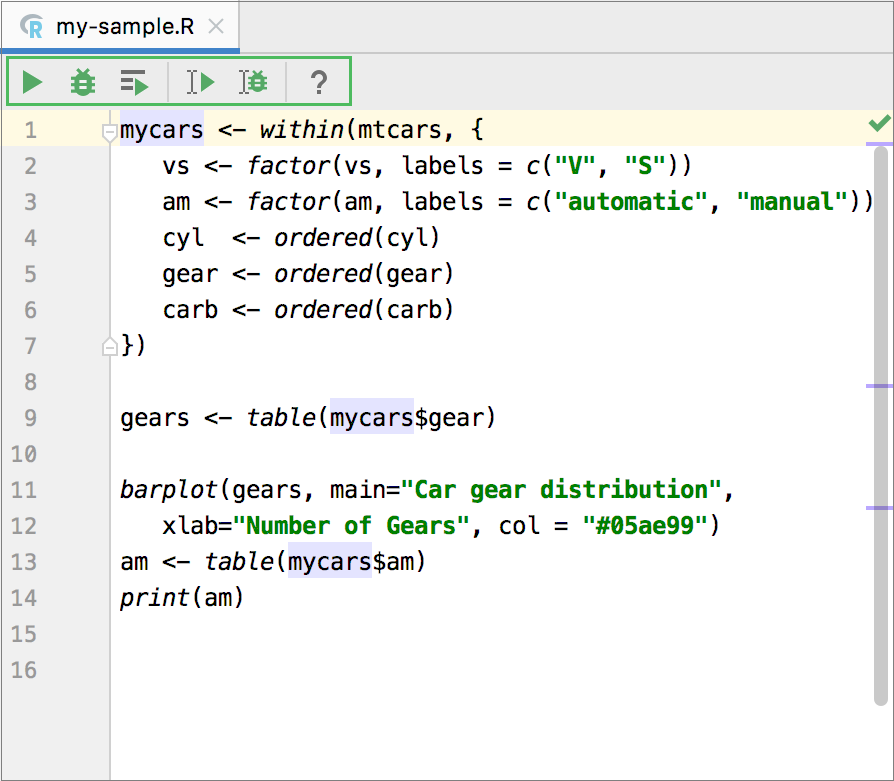 my-sample.R
?
1 mycars <- within(mtcars, {
2    vs <- factor(vs, labels = c("V", "S"))
3    am <- factor(am, labels = c("automatic", "manual"))
4    cyl  <- ordered(cyl)
5    gear <- ordered(gear)
6    carb <- ordered(carb)
7 })
8
9 gears <- table(mycars$gear)
10
11 barplot(gears, main="Car gear distribution",
12    xlab="Number of Gears", col = "#05ae99")
13 am <- table(mycars$am)
14 print(am)
15
16